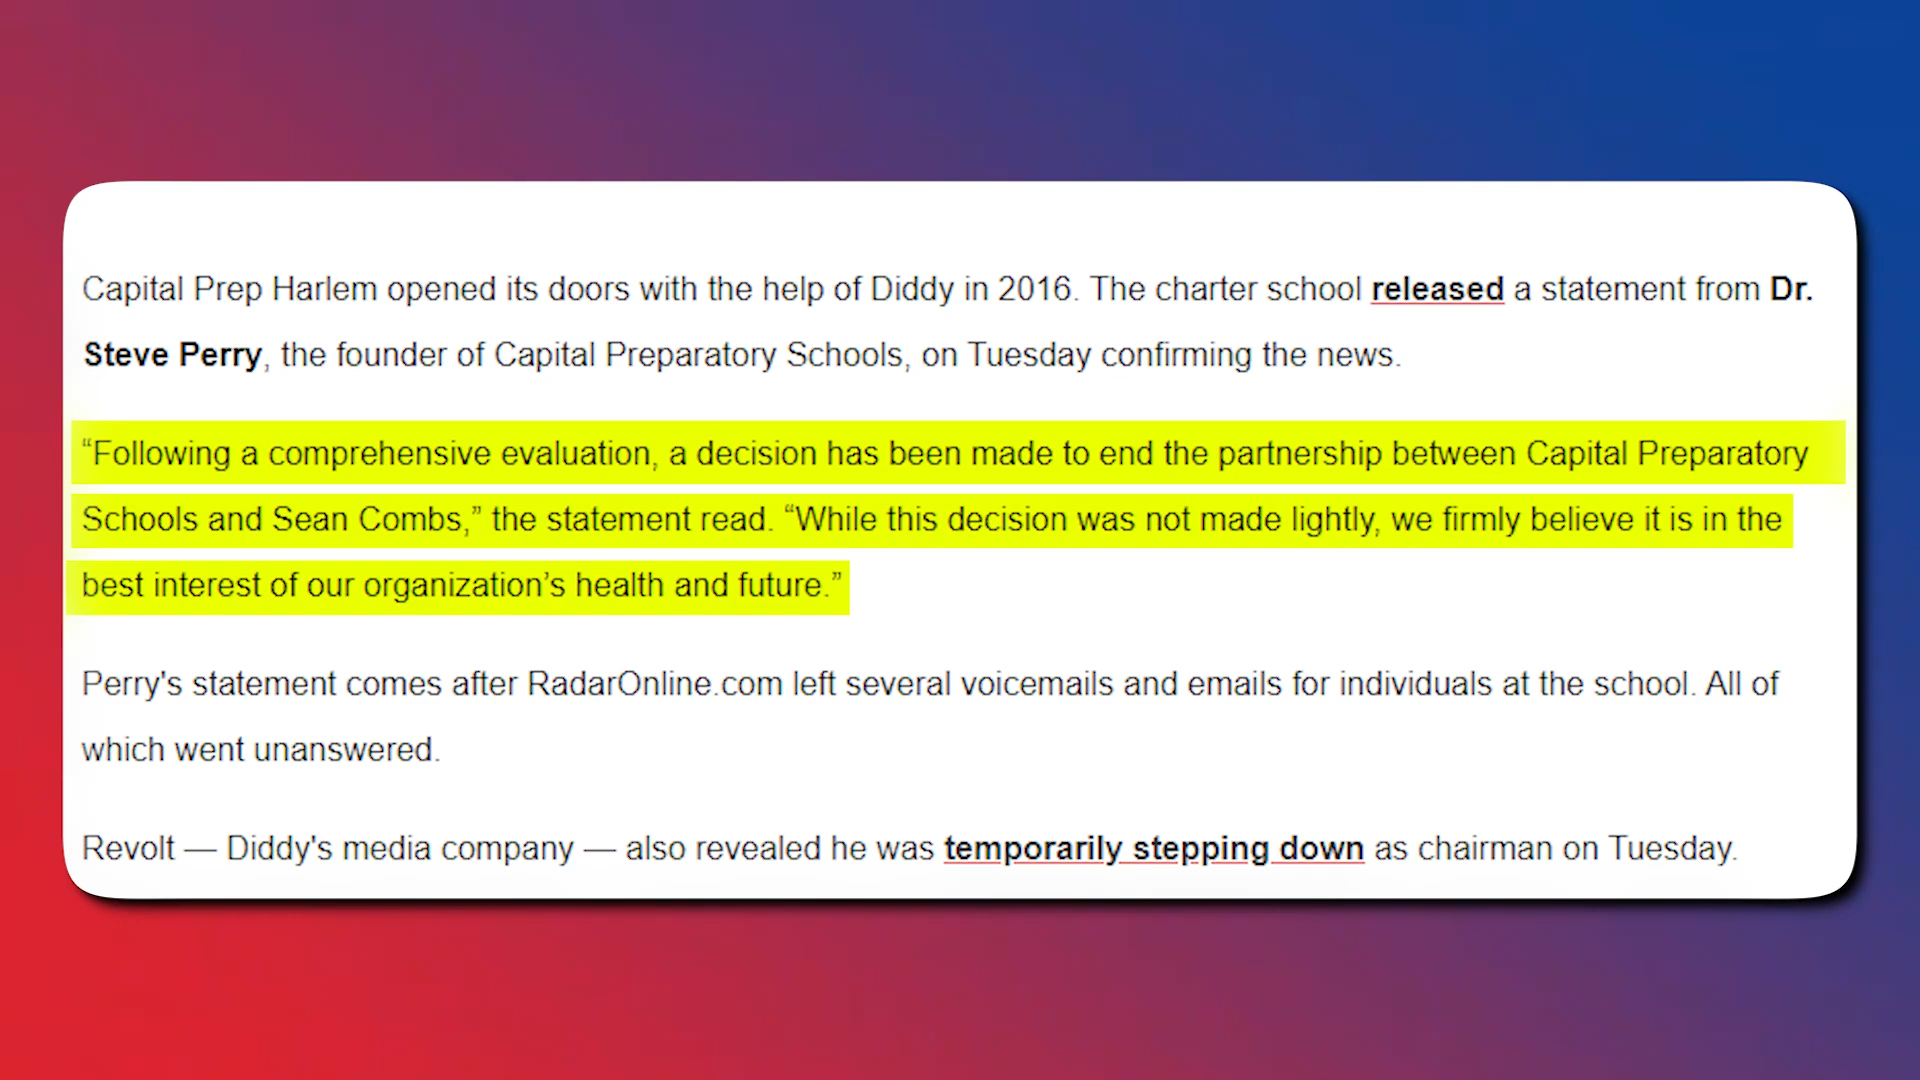 Capital Prep Harlem opened its doors with the help of Diddy in 2016. The charter school released a statement from Dr.
Steve Perry, the founder of Capital Preparatory Schools, on Tuesday confirming the news.
“Following a comprehensive evaluation, a decision has been made to end the partnership between Capital Preparatory
Schools and Sean Combs,” the statement read. “While this decision was not made lightly, we firmly believe it is in the
best interest of our organization’s health and future.”
Perry's statement comes after RadarOnline.com left several voicemails and emails for individuals at the school. All of
which went unanswered.
Revolt — Diddy's media company — also revealed he was temporarily stepping down as chairman on Tuesday.